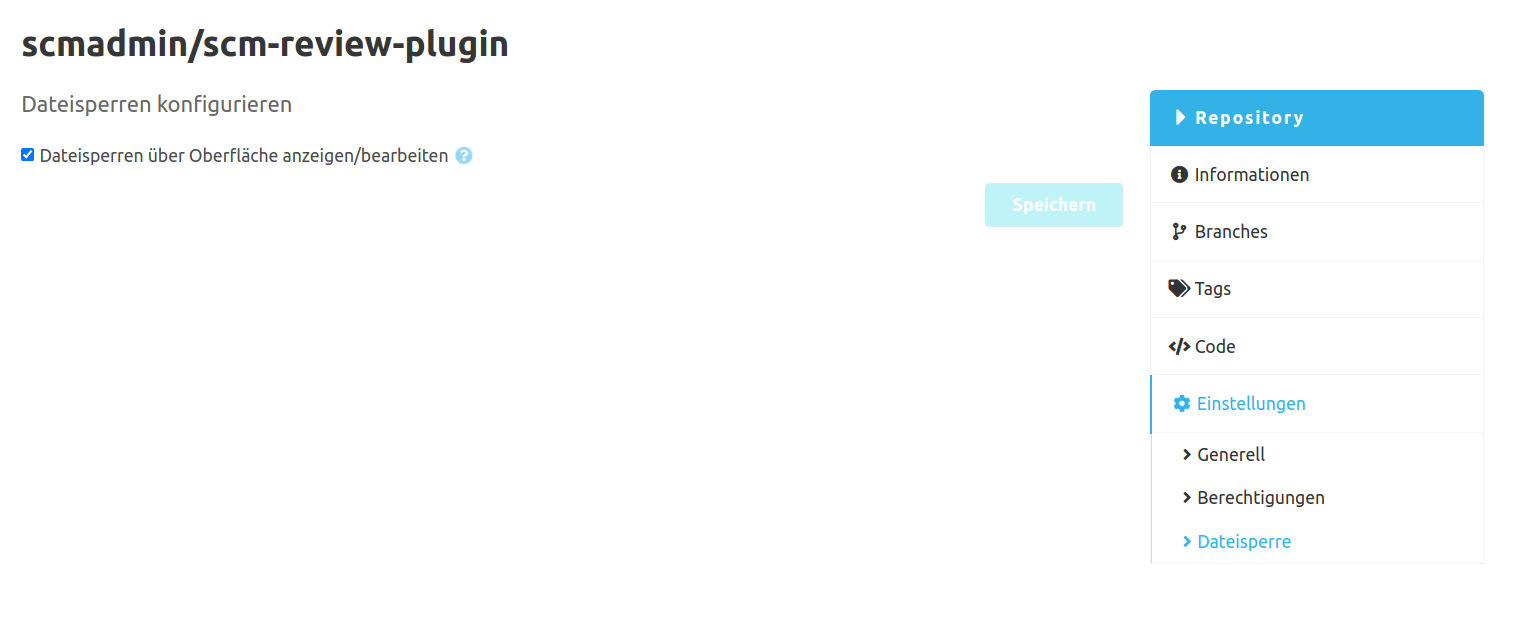 scmadmin/scm-review-plugin
Dateisperren konfigurieren
Dateisperren über Oberfläche anzeigen/bearbeiten ?
Speichern
Repository
Informationen
Branches
Tags
Code
Einstellungen
Generell
Berechtigungen
Dateisperre